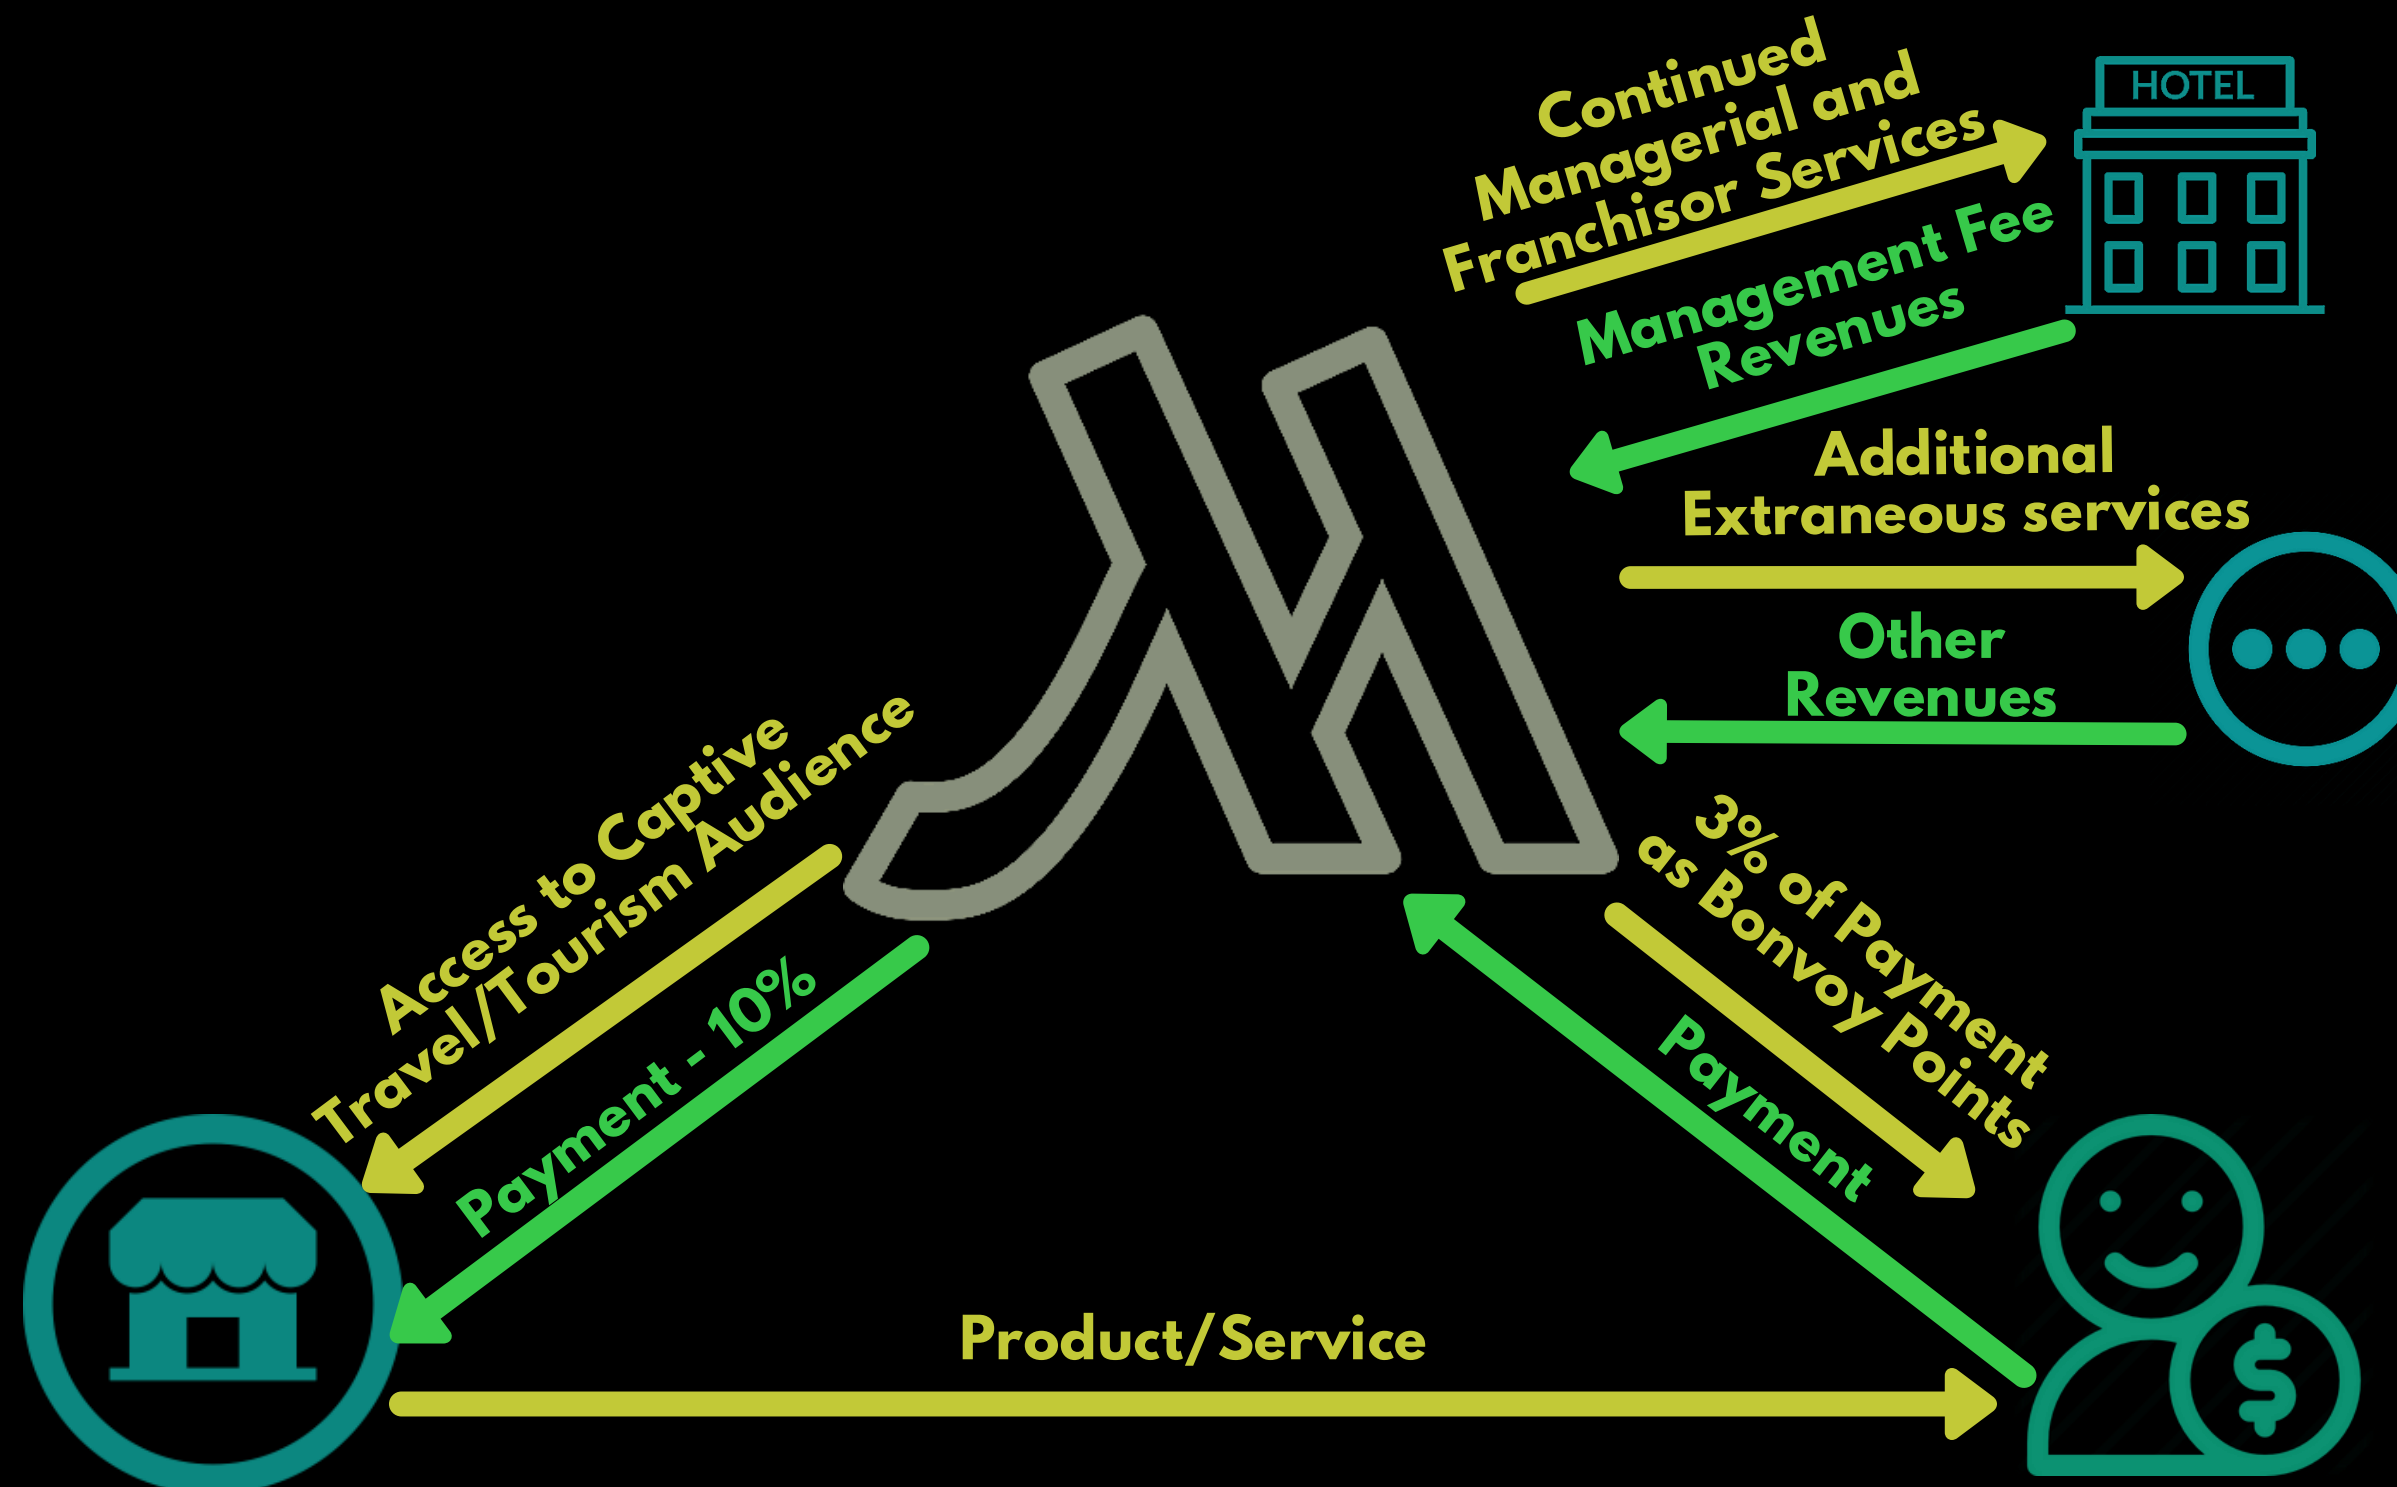 Continued
Managerial and
Franchisor Services
HOTEL
Management Fee
Revenues
Additional
Extraneous services
Other
Revenues
Access to Captive
Travel/Tourism Audience
3% of Payment
as Bonvoy Points
Payment - 10%
Payment
Product/Service
$